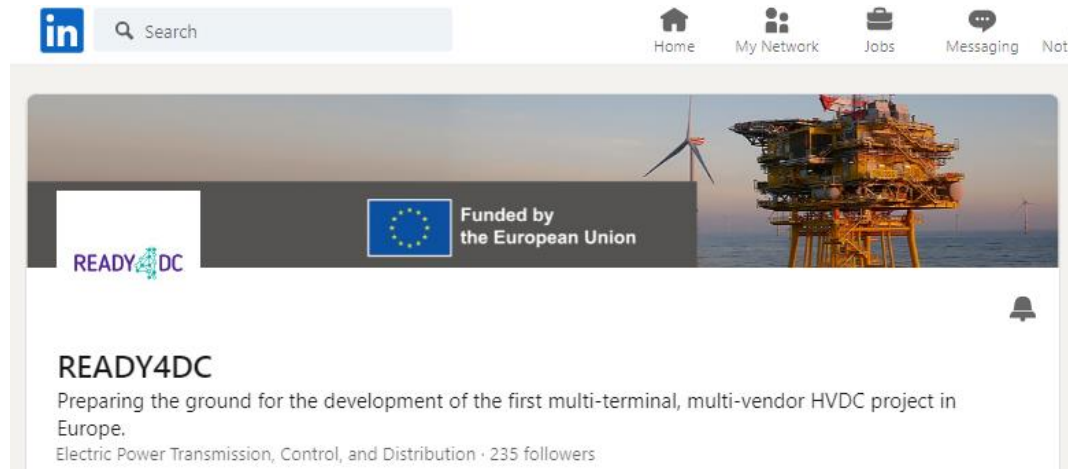 in Search
Home My Network Jobs Messaging Not
Funded by
the European Union
READY4DC
READY4DC
Preparing the ground for the development of the first multi-terminal, multi-vendor HVDC project in
Europe.
Electric Power Transmission, Control, and Distribution · 235 followers